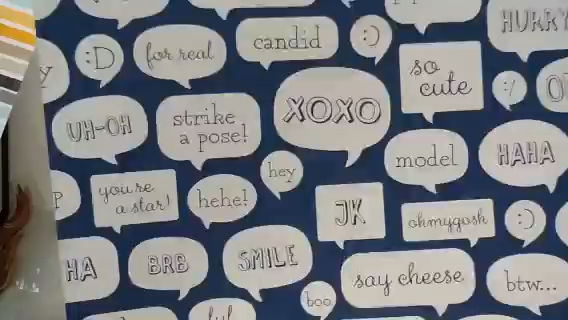 HURRY
:D
for real
candid
:)
so
cute
:/
UH-OH
strike
a pose!
XOXO
hey
model
HAHA
you're
a star!
hehe!
JK
ohmygosh
:)
HA
BRB
SMILE
boo
say cheese
btw...